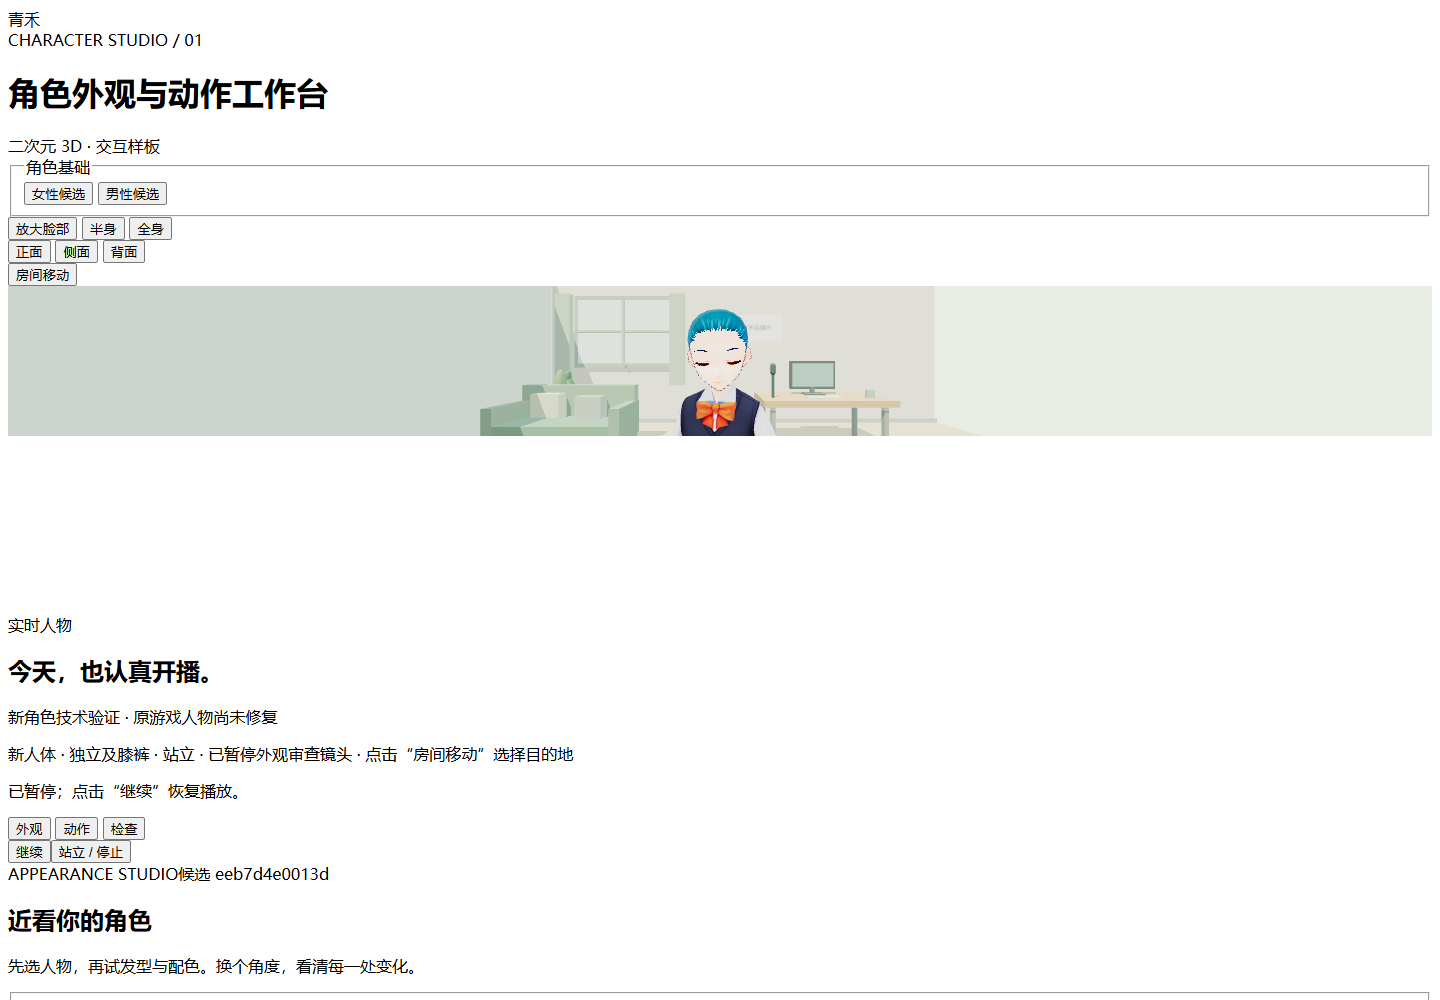 青禾
CHARACTER STUDIO / 01
角色外观与动作工作台
二次元 3D · 交互样板
角色基础
女性候选 男性候选
放大脸部 半身 全身
正面 侧面 背面
房间移动
实时人物
今天，也认真开播。
新角色技术验证 · 原游戏人物尚未修复
新人体 · 独立及膝裤 · 站立 · 已暂停外观审查镜头 · 点击“房间移动”选择目的地
已暂停；点击“继续”恢复播放。
外观 动作 检查
继续 站立 / 停止
APPEARANCE STUDIO候选 eeb7d4e0013d
近看你的角色
先选人物，再试发型与配色。换个角度，看清每一处变化。